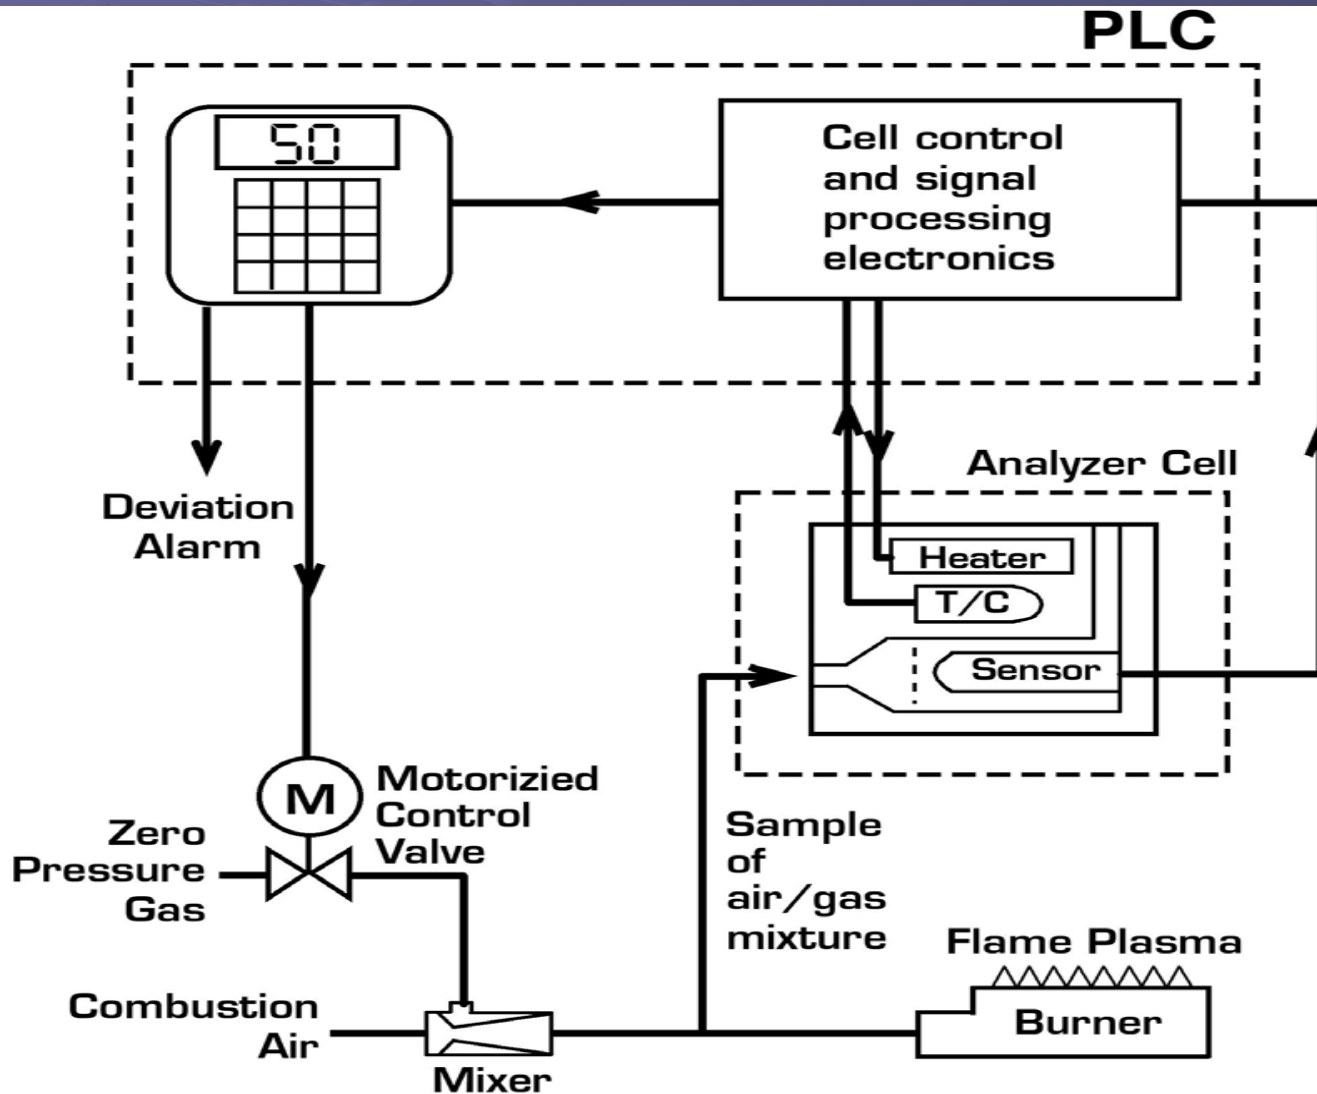 PLC
50
Cell control
and signal
processing
electronics
Deviation
Alarm
Analyzer Cell
Heater
T/C
Sensor
M
Motorizied
Control
Valve
Zero
Pressure
Gas
Sample
of
air/gas
mixture
Combustion
Air
Mixer
Flame Plasma
Burner